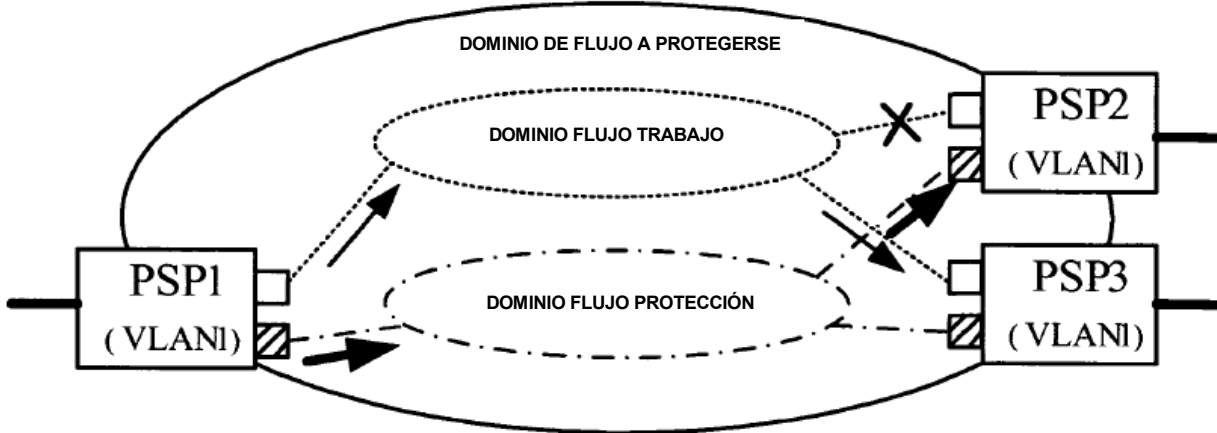 DOMINIO DE FLUJO A PROTEGERSE
PSP2
(VLAN1)
DOMINIO FLUJO TRABAJO
PSP1
(VLAN1)
DOMINIO FLUJO PROTECCIÓN
PSP3
(VLAN1)